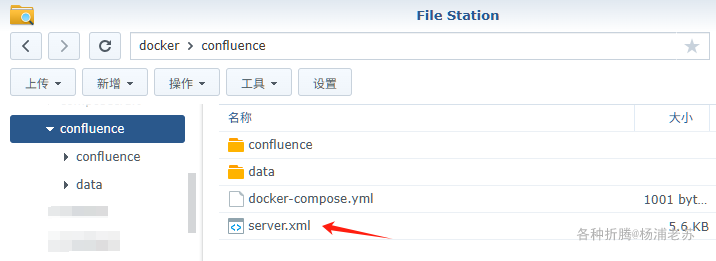 File Station
docker > confluence
上传 新增 操作 工具 设置
名称 大小
confluence
confluence
data
confluence
data
docker-compose.yml 1001 byt...
server.xml 5.6 KB
各种折腾@杨浦老苏